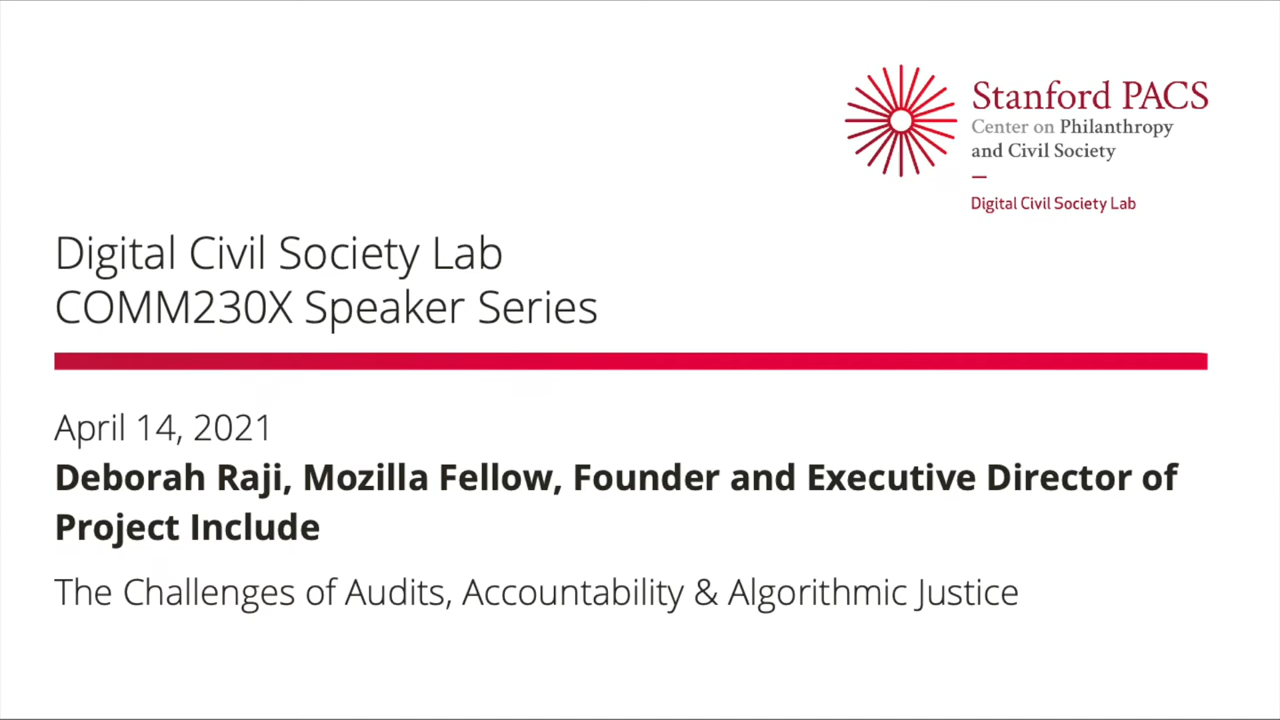 Stanford PACS
Center on Philanthropy
and Civil Society
Digital Civil Society Lab
Digital Civil Society Lab
COMM230X Speaker Series
April 14, 2021
Deborah Raji, Mozilla Fellow, Founder and Executive Director of
Project Include
The Challenges of Audits, Accountability & Algorithmic Justice